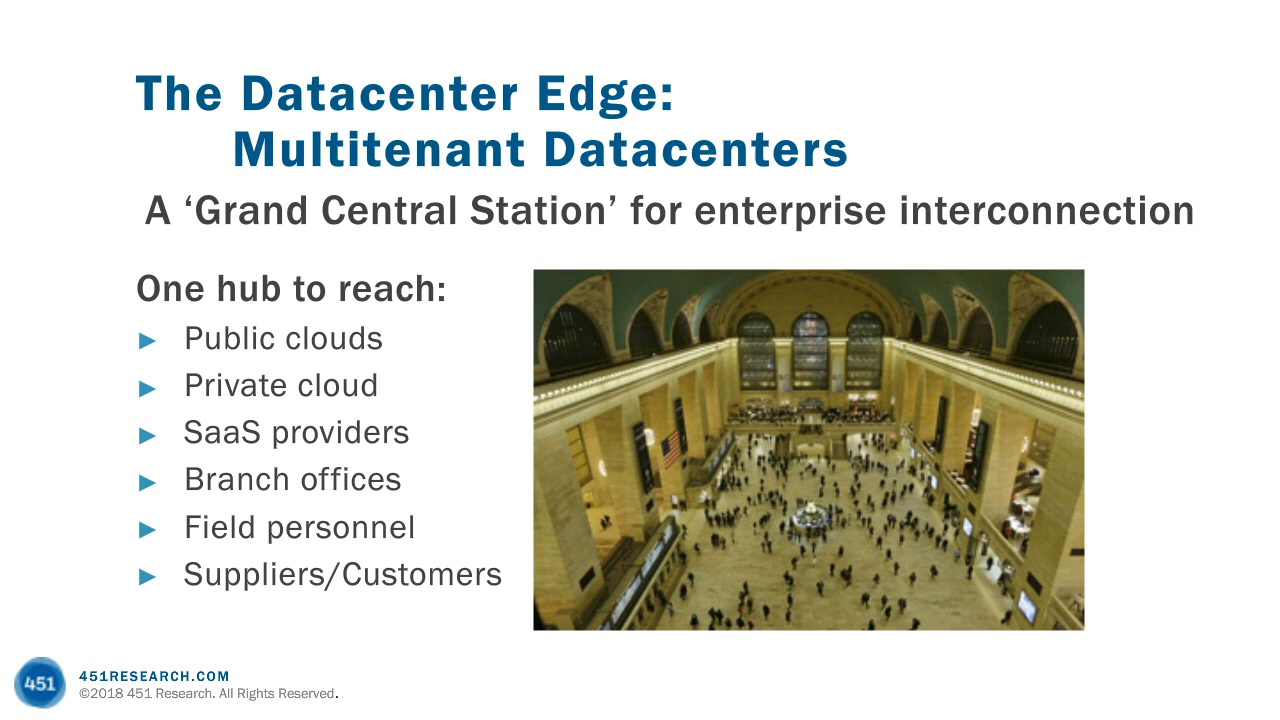 The Datacenter Edge:
Multitenant Datacenters
A ‘Grand Central Station’ for enterprise interconnection
One hub to reach:
► Public clouds
► Private cloud
► SaaS providers
► Branch offices
► Field personnel
► Suppliers/Customers
451
451RESEARCH.COM
©2018 451 Research. All Rights Reserved.